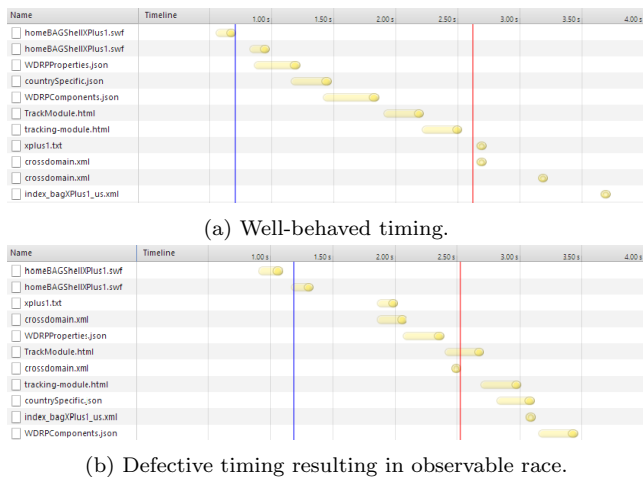 Name Timeline 1.00 s 1.50 s 2.00 s 2.50 s 3.00 s 3.50 s 4.00 s
homeBAGShellXPlus1.swf
homeBAGShellXPlus1.swf
WDRPProperties.json
countrySpecific.json
WDRPComponents.json
TrackModule.html
tracking-module.html
xplus1.txt
crossdomain.xml
crossdomain.xml
index_bagXPlus1_us.xml
(a) Well-behaved timing.
Name Timeline 1.00 s 1.50 s 2.00 s 2.50 s 3.00 s 3.50 s 4.00 s
homeBAGShellXPlus1.swf
homeBAGShellXPlus1.swf
xplus1.txt
crossdomain.xml
WDRPProperties.json
TrackModule.html
crossdomain.xml
tracking-module.html
countrySpecific.json
index_bagXPlus1_us.xml
WDRPComponents.json
(b) Defective timing resulting in observable race.